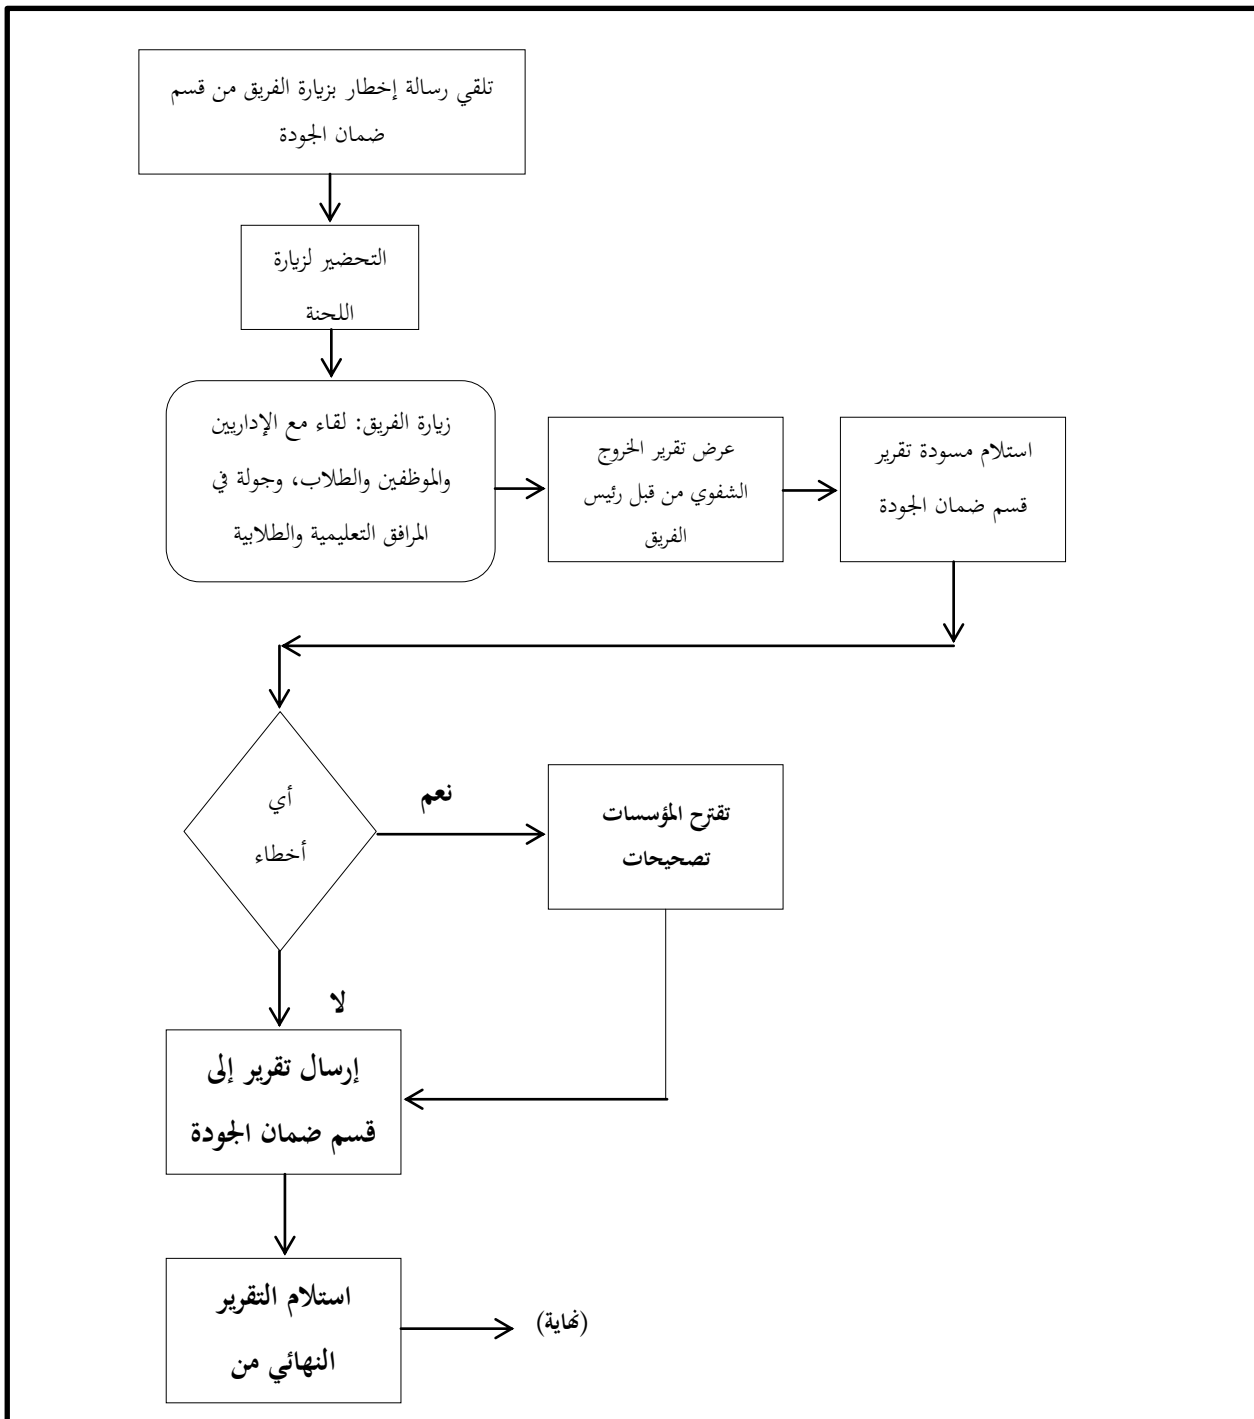 تلقي رسالة إخطار بزيارة الفريق من قسم
ضمان الجودة
التحضير لزيارة
اللجنة
زيارة الفريق: لقاء مع الإداريين
والموظفين والطلاب، وجولة في
المرافق التعليمية والطلابية
عرض تقرير الخروج
الشفوي من قبل رئيس
الفريق
استلام مسودة تقرير
قسم ضمان الجودة
أي
أخطاء
نعم
تقترح المؤسسات
تصحيحات
لا
إرسال تقرير إلى
قسم ضمان الجودة
استلام التقرير
النهائي من
(نهاية)